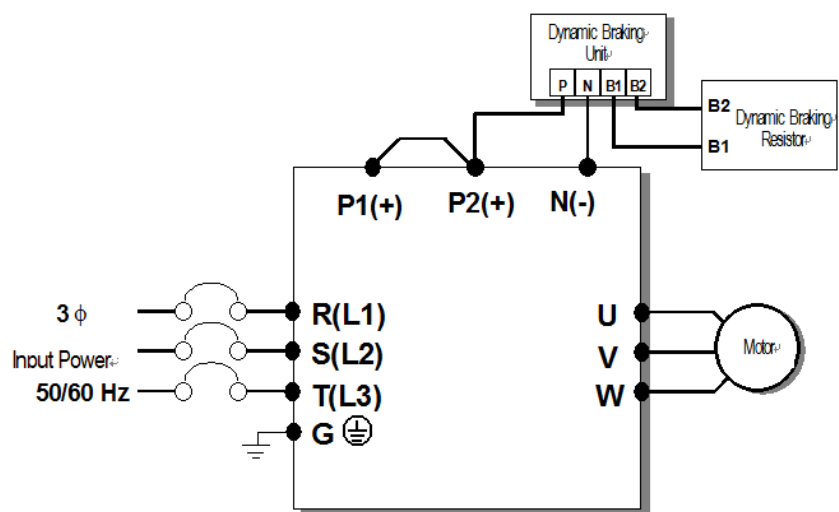 Dynamic Braking
Unit
P N B1 B2
B2
Dynamic Braking
Resistor
B1
P1(+) P2(+) N(-)
3 ϕ
R(L1)
U
Input Power
S(L2)
V
Motor
50/60 Hz
T(L3)
W
G